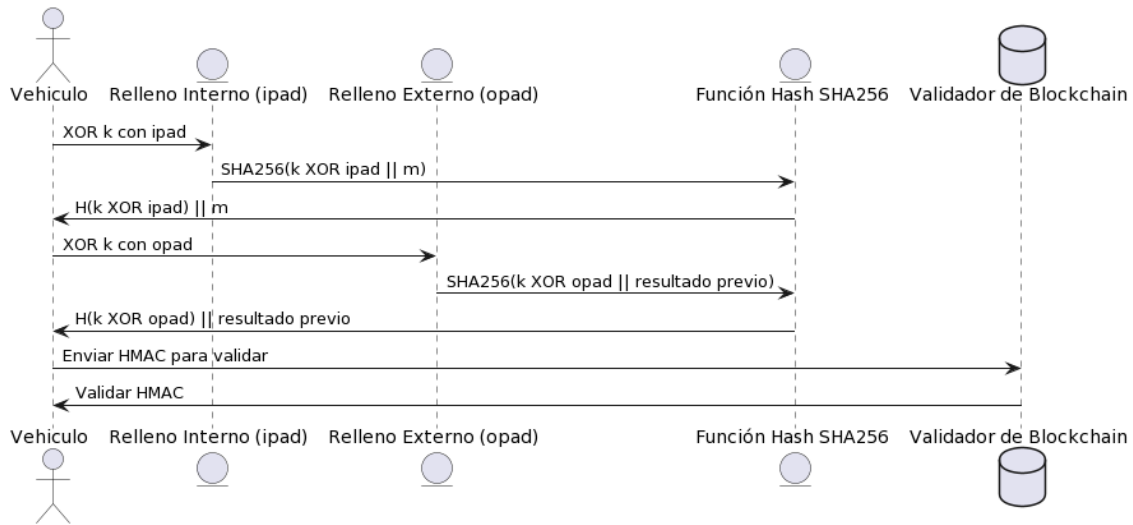 Vehiculo
Relleno Interno (ipad)
Relleno Externo (opad)
Función Hash SHA256
Validador de Blockchain
XOR k con ipad
SHA256(k XOR ipad || m)
H(k XOR ipad) || m
XOR k con opad
SHA256(k XOR opad || resultado previo)
H(k XOR opad) || resultado previo
Enviar HMAC para validar
Validar HMAC
Vehiculo
Relleno Interno (ipad)
Relleno Externo (opad)
Función Hash SHA256
Validador de Blockchain